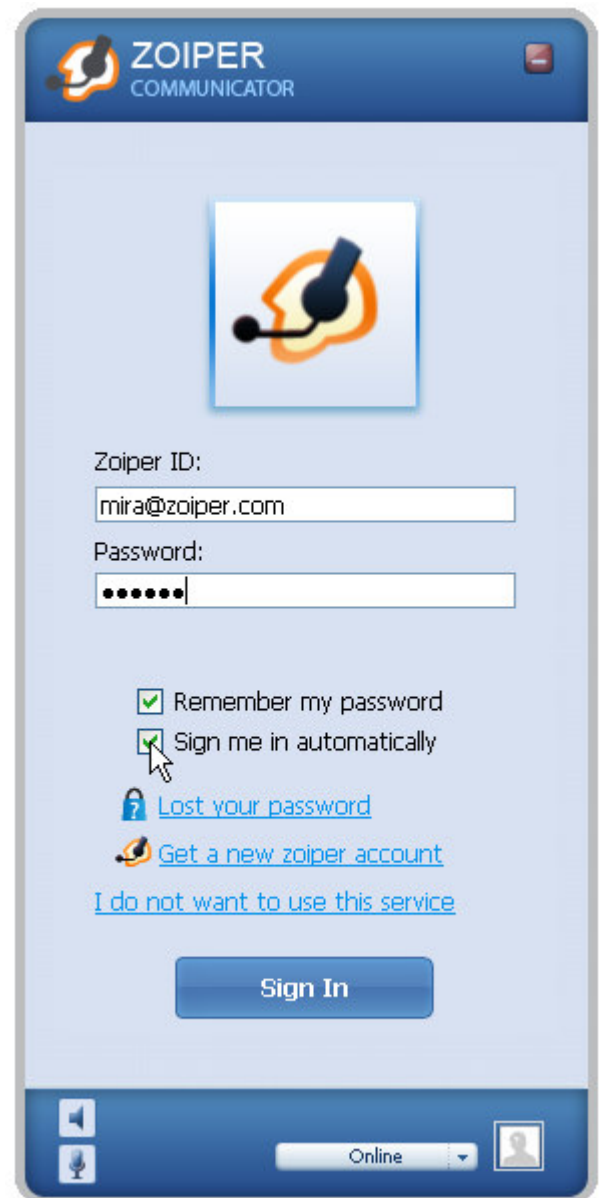 ZOIPER
COMMUNICATOR
Zoiper ID:
mira@zoiper.com
Password:
••••••
Remember my password
Sign me in automatically
Lost your password
Get a new zoiper account
I do not want to use this service
Sign In
Online